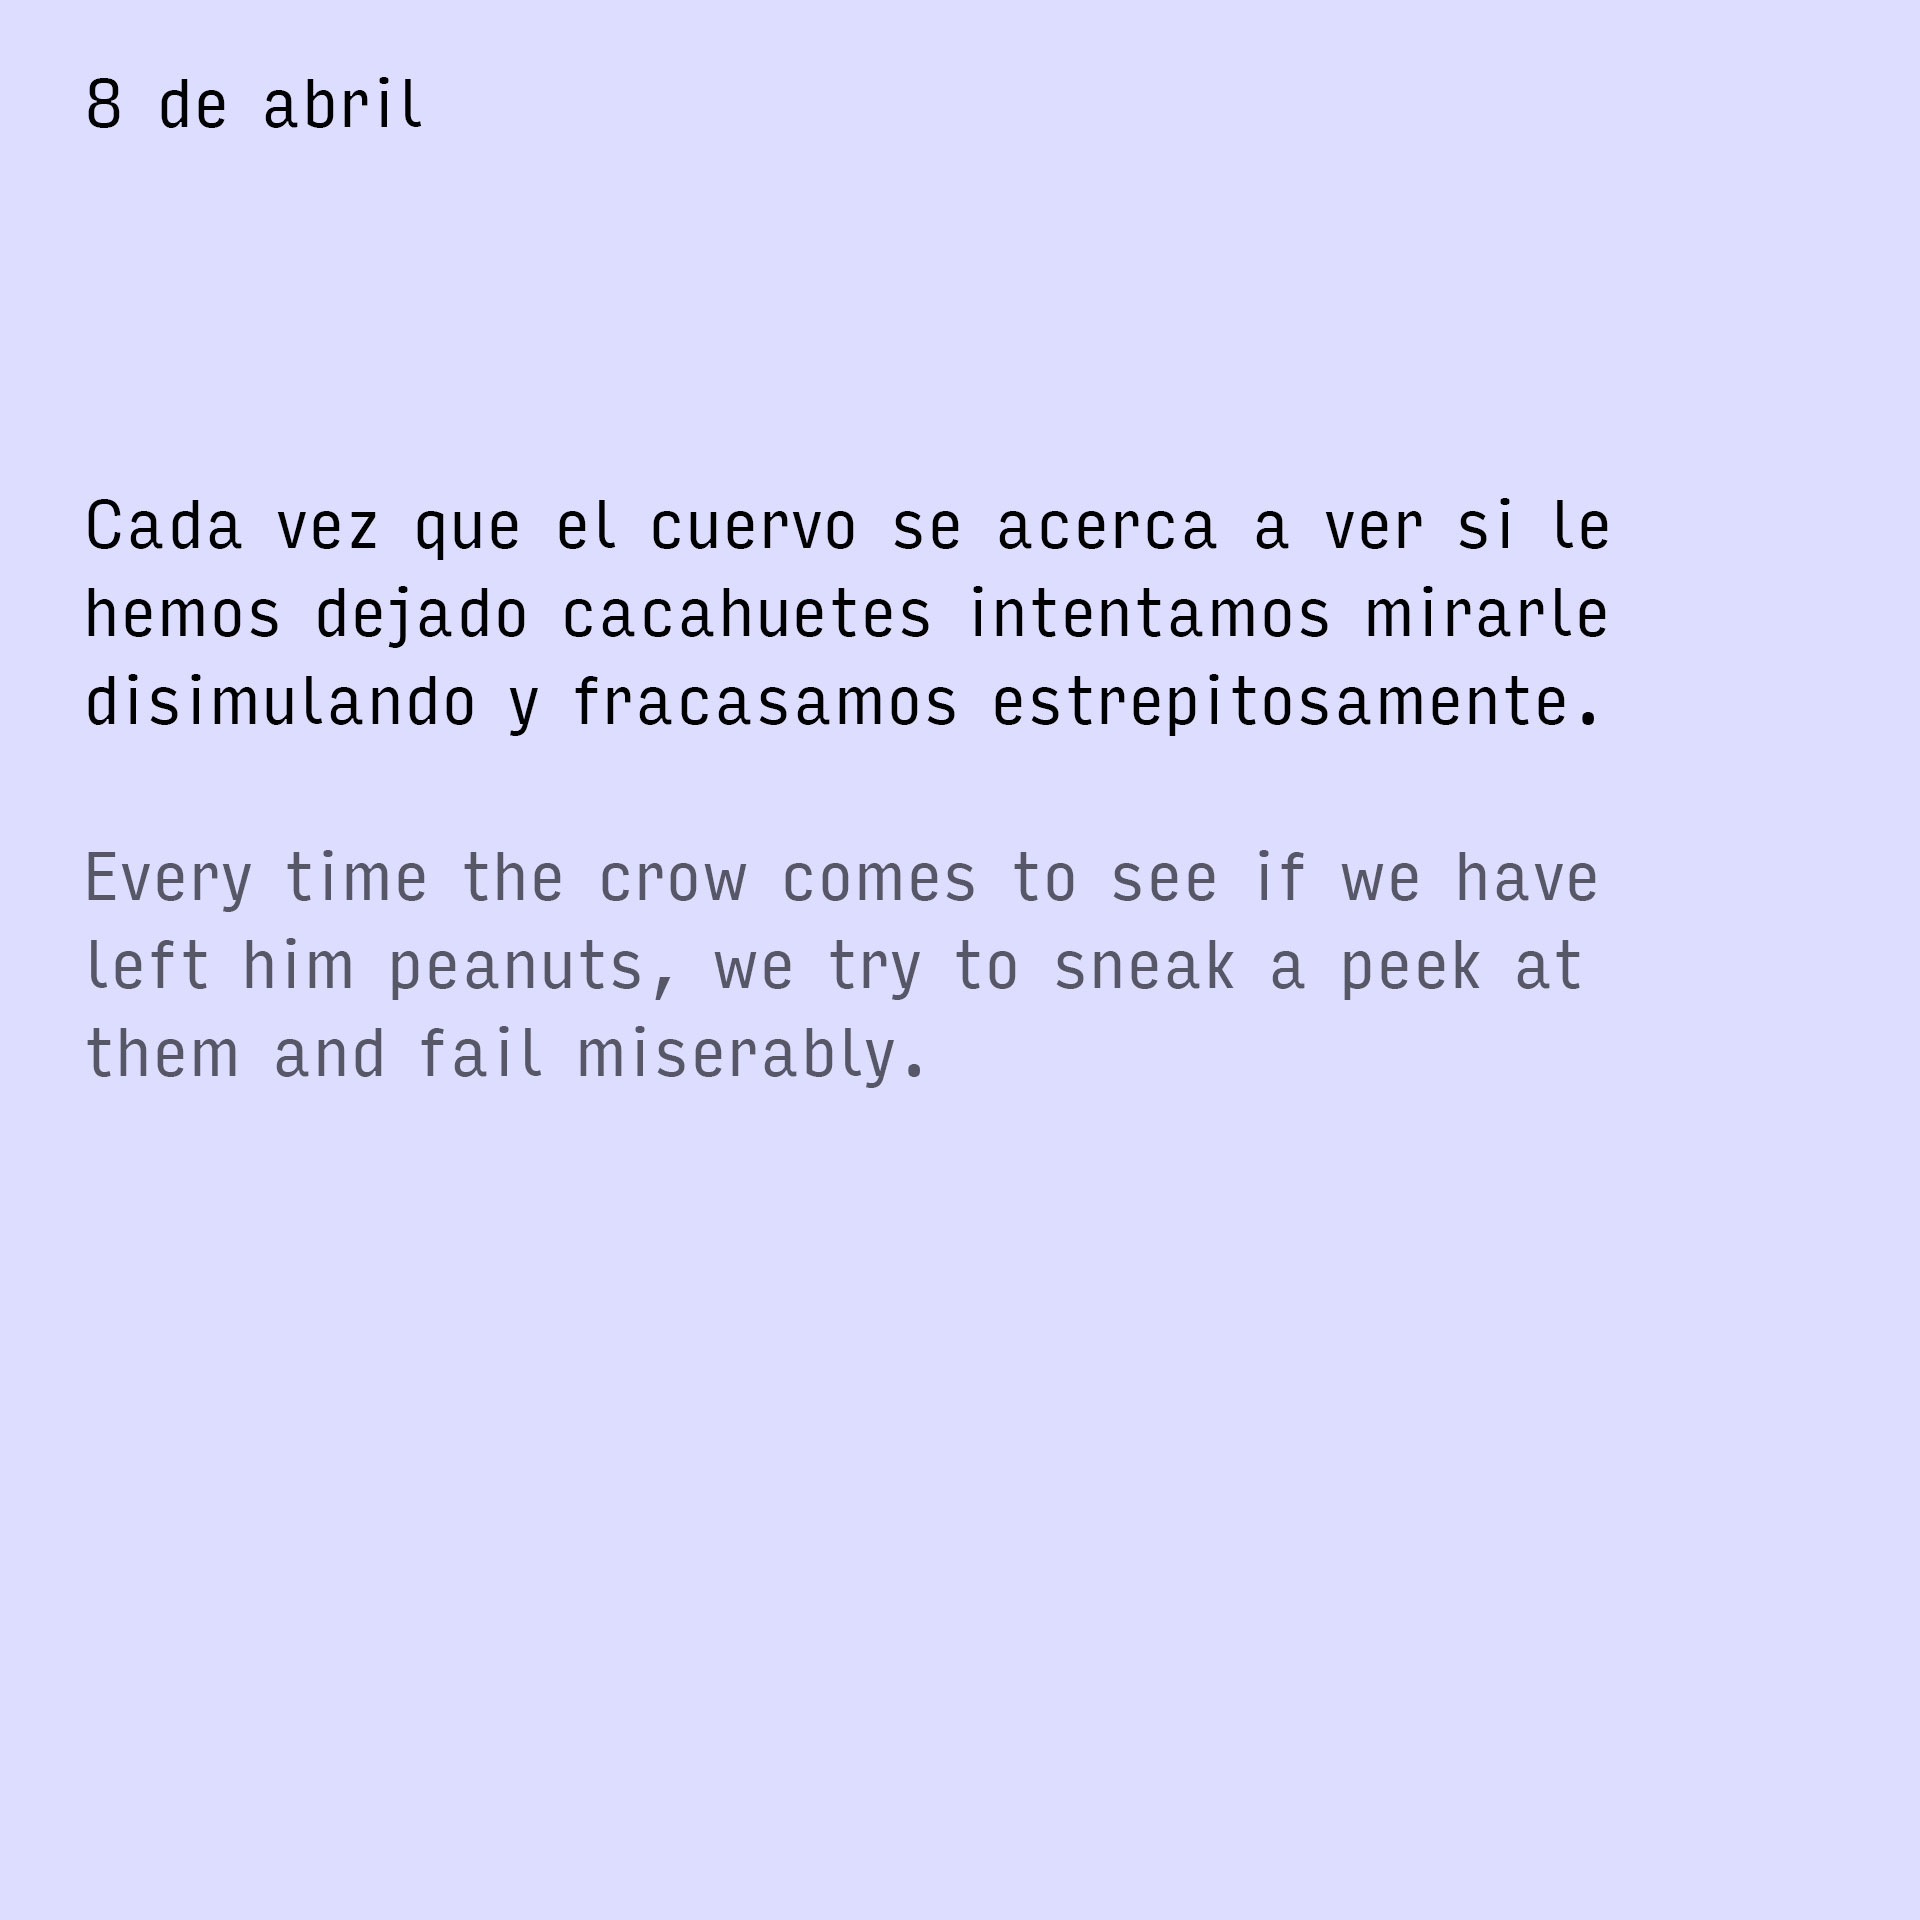 8 de abril
Cada vez que el cuervo se acerca a ver si le
hemos dejado cacahuetes intentamos mirarle
disimulando y fracasamos estrepitosamente.
Every time the crow comes to see if we have
left him peanuts, we try to sneak a peek at
them and fail miserably.